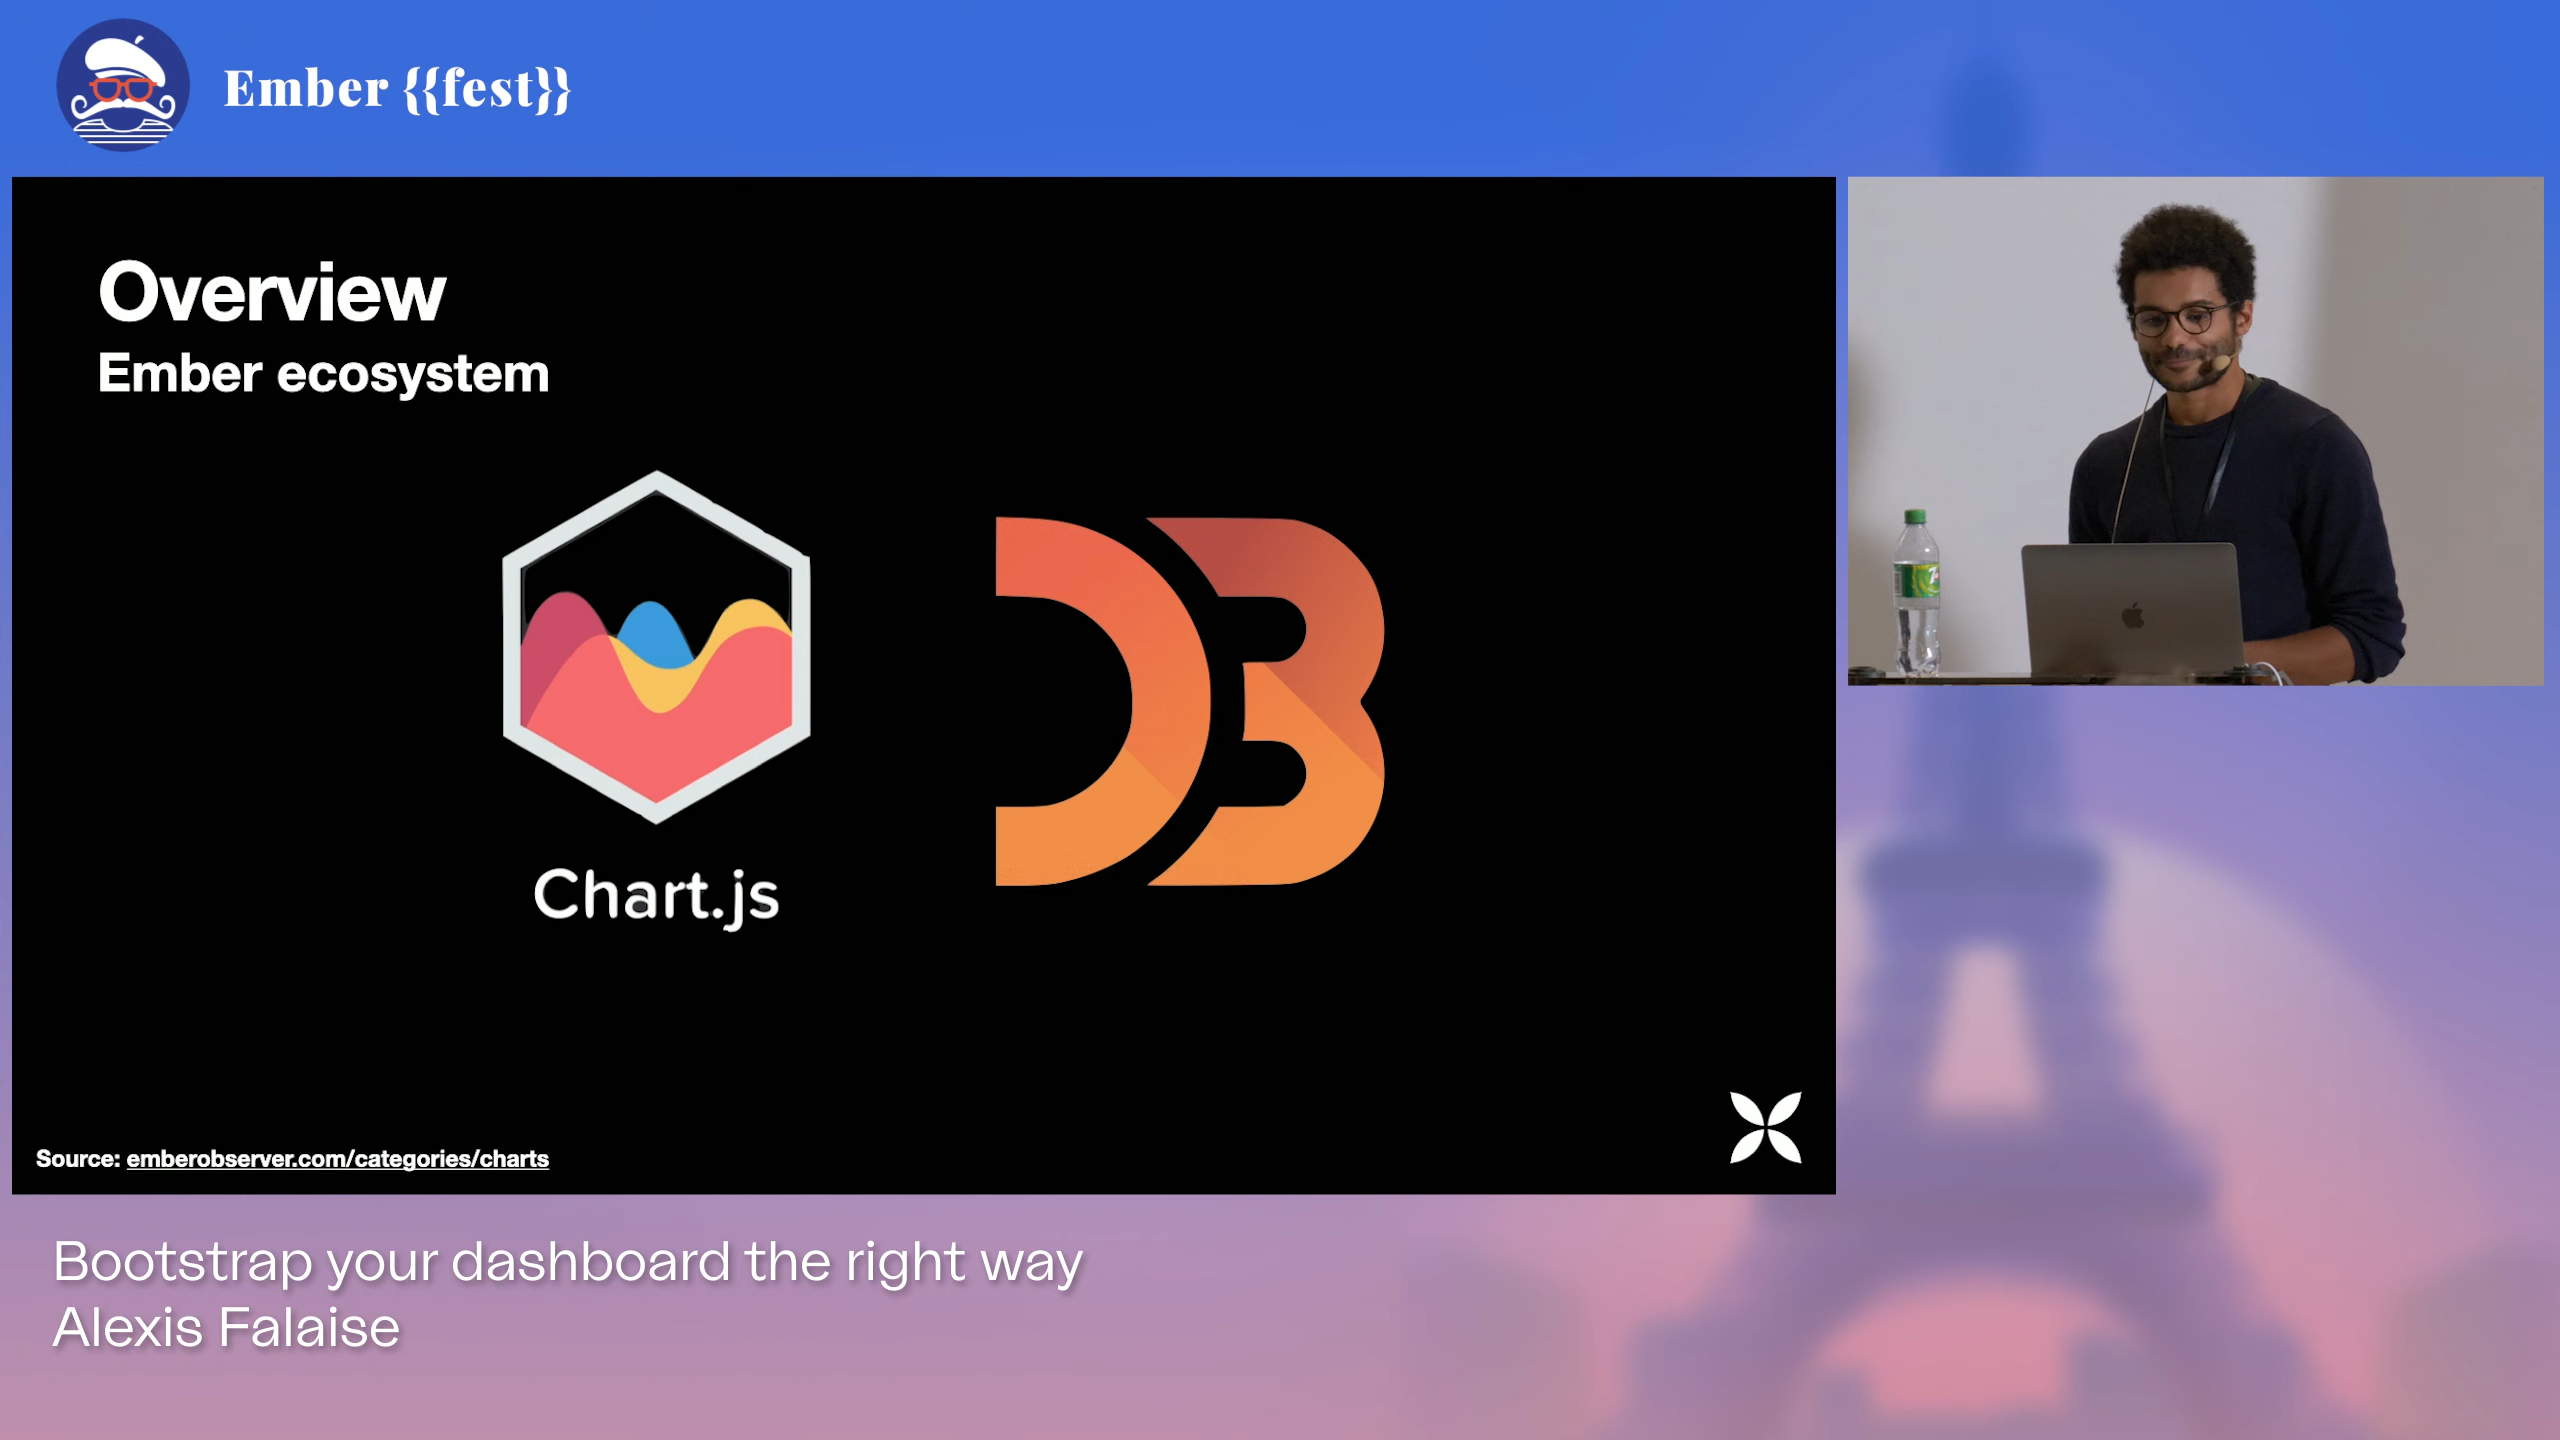 Ember {{fest}}
Overview
Ember ecosystem
Chart.js
D3
Source: emberobserver.com/categories/charts
Bootstrap your dashboard the right way
Alexis Falaise